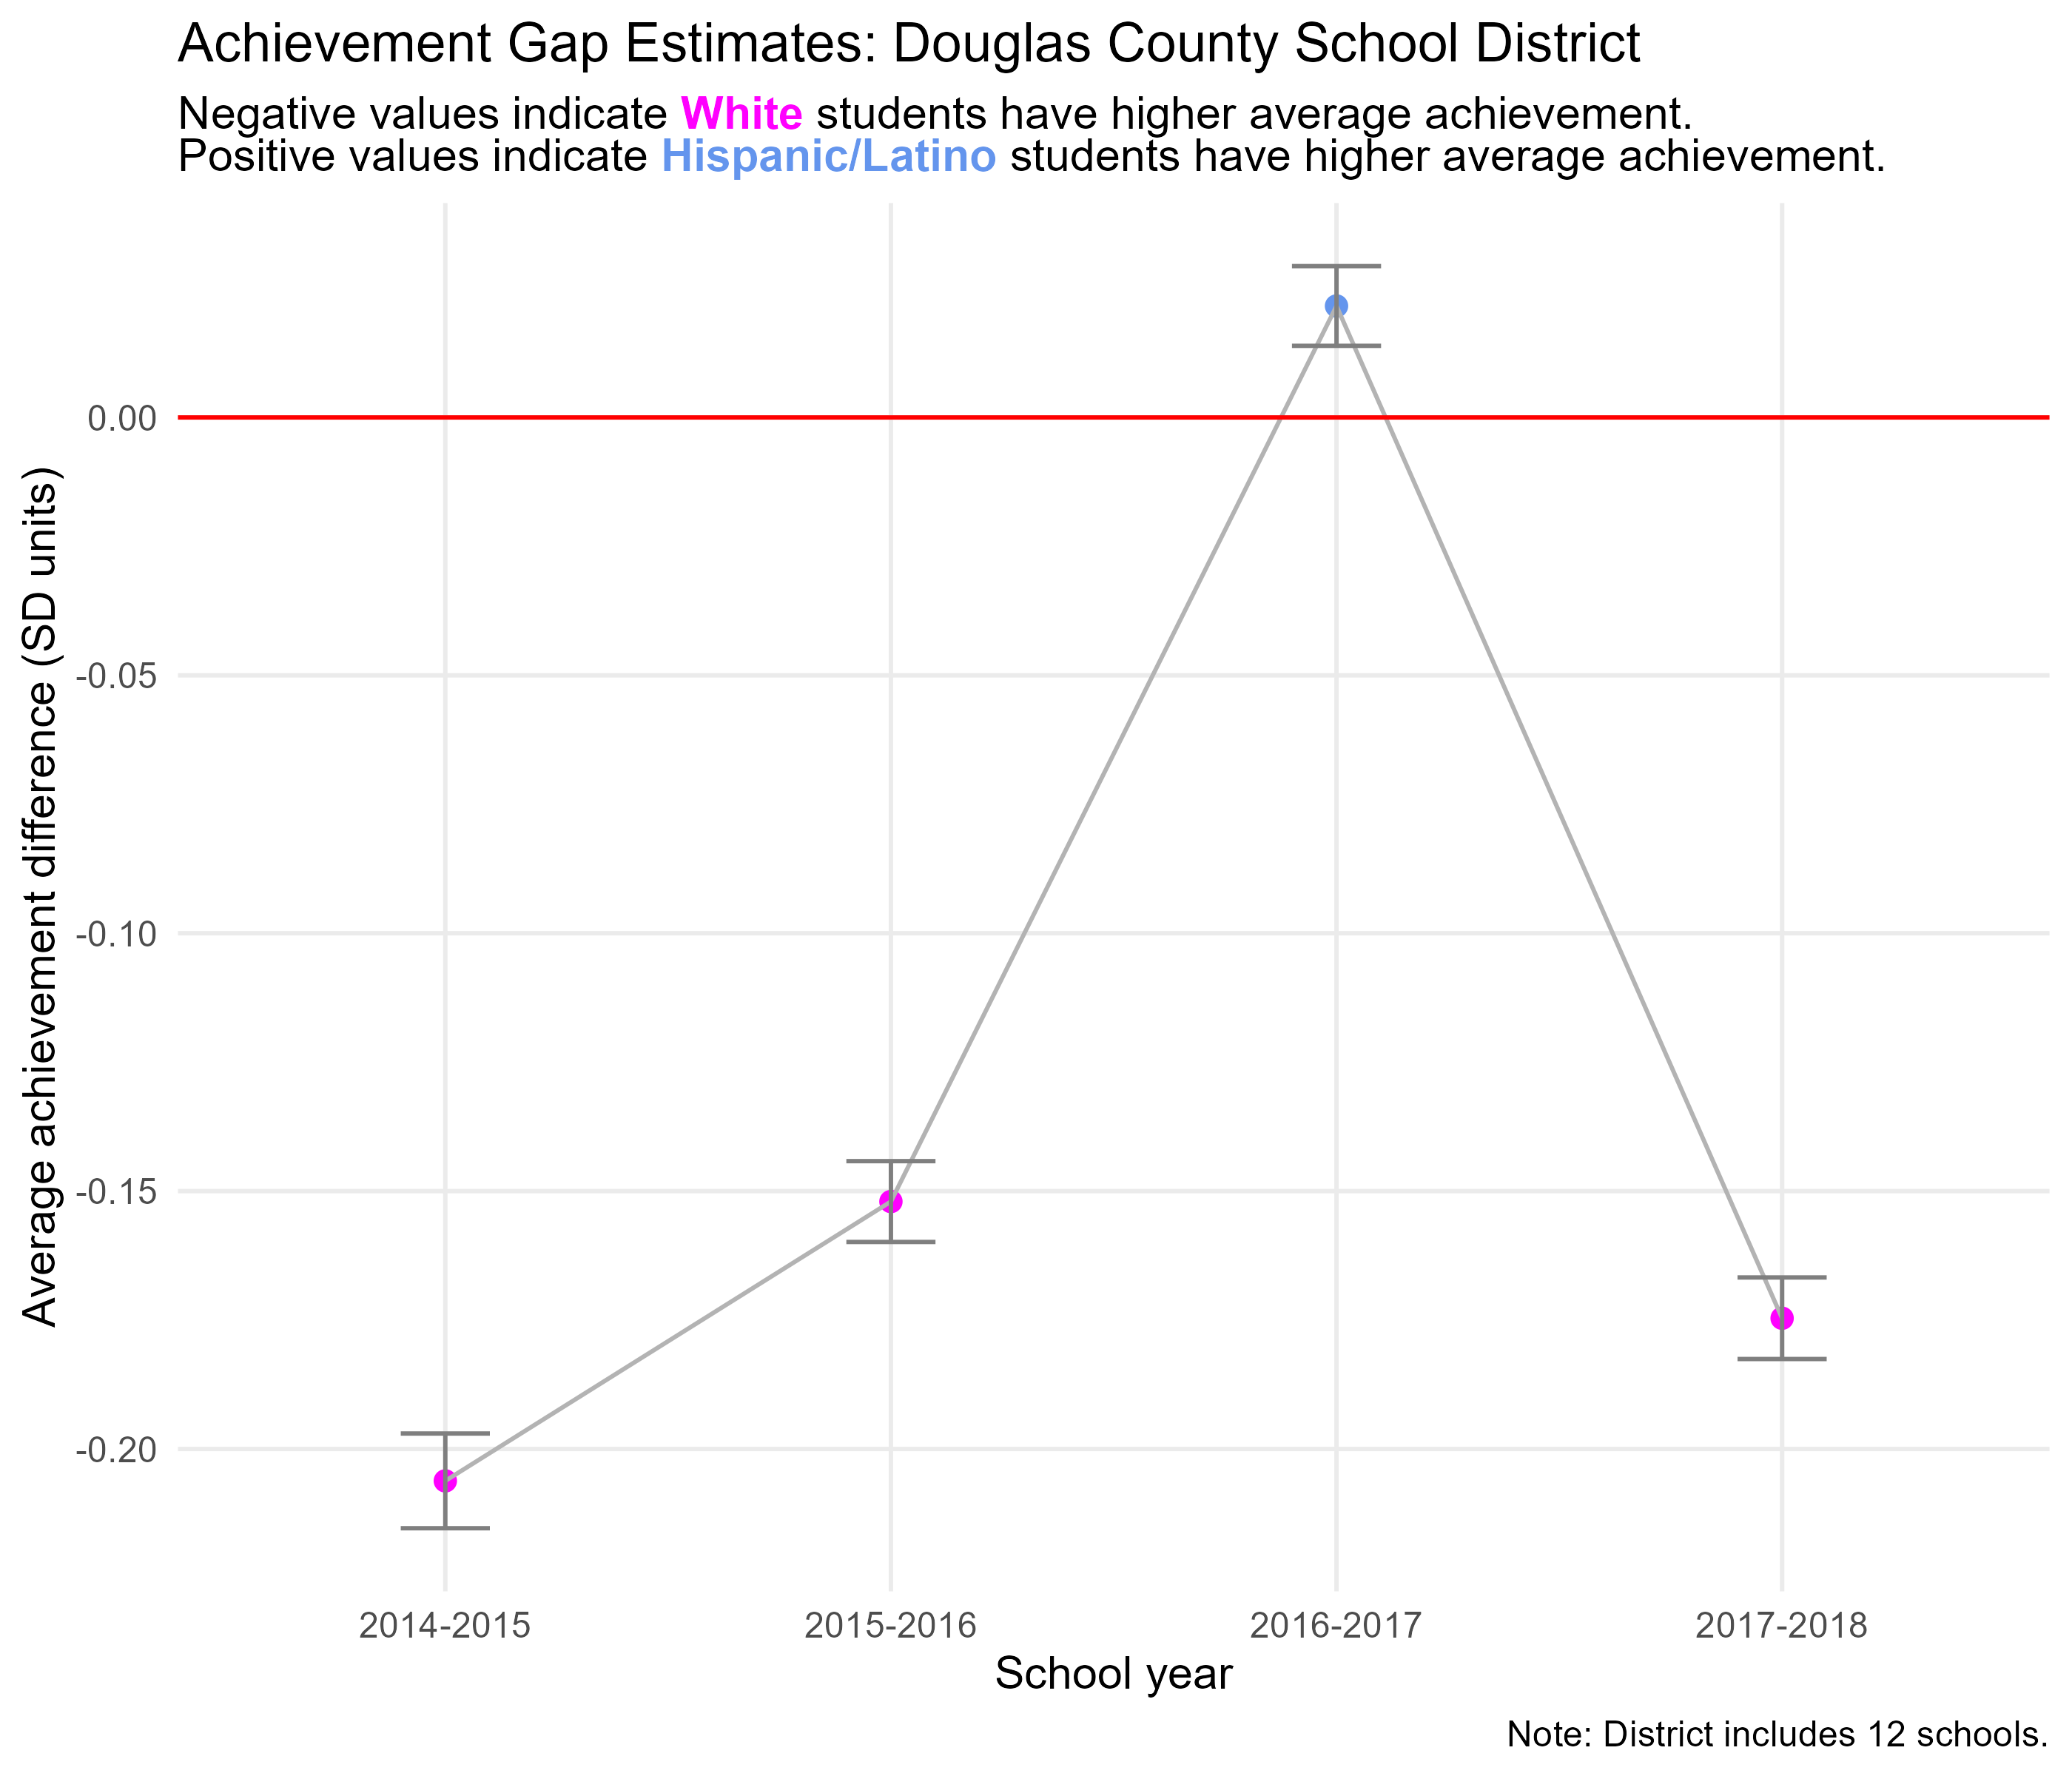 Achievement Gap Estimates: Douglas County School District
Negative values indicate White students have higher average achievement.
Positive values indicate Hispanic/Latino students have higher average achievement.
Average achievement difference (SD units)
0.00
-0.05
-0.10
-0.15
-0.20
2014-2015 2015-2016 2016-2017 2017-2018
School year
Note: District includes 12 schools.